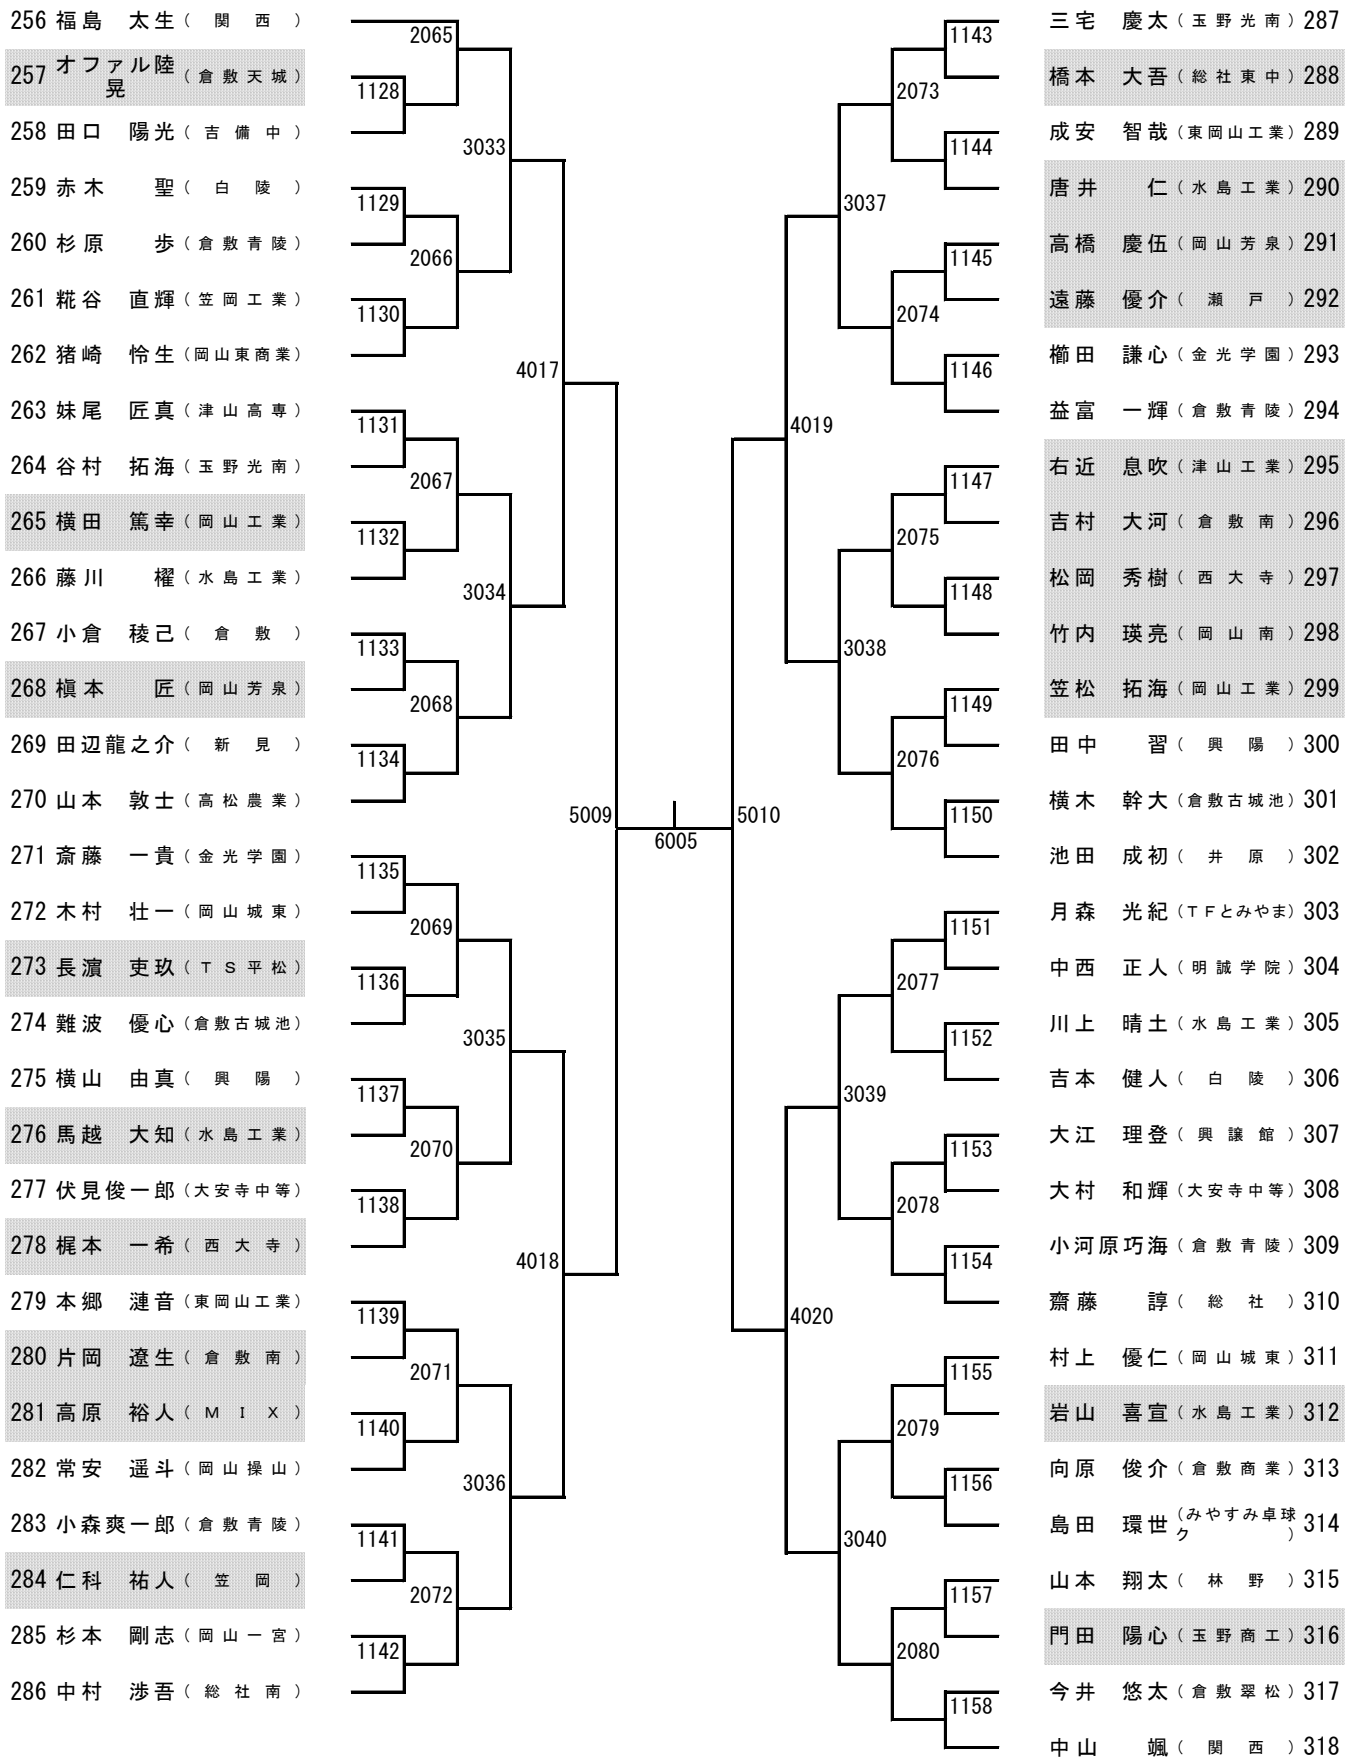 256 福島 太生 (関西)
257 オファル陸晃 (倉敷天城)
258 田口 陽光 (吉備中)
259 赤木 聖 (白陵)
260 杉原 歩 (倉敷青陵)
261 糀谷 直輝 (笠岡工業)
262 猪崎 怜生 (岡山東商業)
263 妹尾 匠真 (津山高専)
264 谷村 拓海 (玉野光南)
265 横田 篤幸 (岡山工業)
266 藤川 櫂 (水島工業)
267 小倉 稜己 (倉敷)
268 槇本 匠 (岡山芳泉)
269 田辺龍之介 (新見)
270 山本 敦士 (高松農業)
271 斎藤 一貴 (金光学園)
272 木村 壮一 (岡山城東)
273 長濵 吏玖 (TS平松)
274 難波 優心 (倉敷古城池)
275 横山 由真 (興陽)
276 馬越 大知 (水島工業)
277 伏見俊一郎 (大安寺中等)
278 梶本 一希 (西大寺)
279 本郷 漣音 (東岡山工業)
280 片岡 遼生 (倉敷南)
281 高原 裕人 (MIX)
282 常安 遥斗 (岡山操山)
283 小森爽一郎 (倉敷青陵)
284 仁科 祐人 (笠岡)
285 杉本 剛志 (岡山一宮)
286 中村 渉吾 (総社南)
1128
1129
1130
1131
1132
1133
1134
1135
1136
1137
1138
1139
1140
1141
1142
2065
2066
2067
2068
2069
2070
2071
2072
3033
3034
3035
3036
4017
4018
5009
6005
5010
4019
4020
3037
3038
3039
3040
2073
2074
2075
2076
2077
2078
2079
2080
1143
1144
1145
1146
1147
1148
1149
1150
1151
1152
1153
1154
1155
1156
1157
1158
三宅 慶太 (玉野光南) 287
橋本 大吾 (総社東中) 288
成安 智哉 (東岡山工業) 289
唐井 仁 (水島工業) 290
高橋 慶伍 (岡山芳泉) 291
遠藤 優介 (瀬戸) 292
櫛田 謙心 (金光学園) 293
益富 一輝 (倉敷青陵) 294
右近 息吹 (津山工業) 295
吉村 大河 (倉敷南) 296
松岡 秀樹 (西大寺) 297
竹内 瑛亮 (岡山南) 298
笠松 拓海 (岡山工業) 299
田中 習 (興陽) 300
横木 幹大 (倉敷古城池) 301
池田 成初 (井原) 302
月森 光紀 (TFとみやま) 303
中西 正人 (明誠学院) 304
川上 晴土 (水島工業) 305
吉本 健人 (白陵) 306
大江 理登 (興譲館) 307
大村 和輝 (大安寺中等) 308
小河原巧海 (倉敷青陵) 309
齋藤 諄 (総社) 310
村上 優仁 (岡山城東) 311
岩山 喜宣 (水島工業) 312
向原 俊介 (倉敷商業) 313
島田 環世 (みやすみ卓球ク) 314
山本 翔太 (林野) 315
門田 陽心 (玉野商工) 316
今井 悠太 (倉敷翠松) 317
中山 颯 (関西) 318